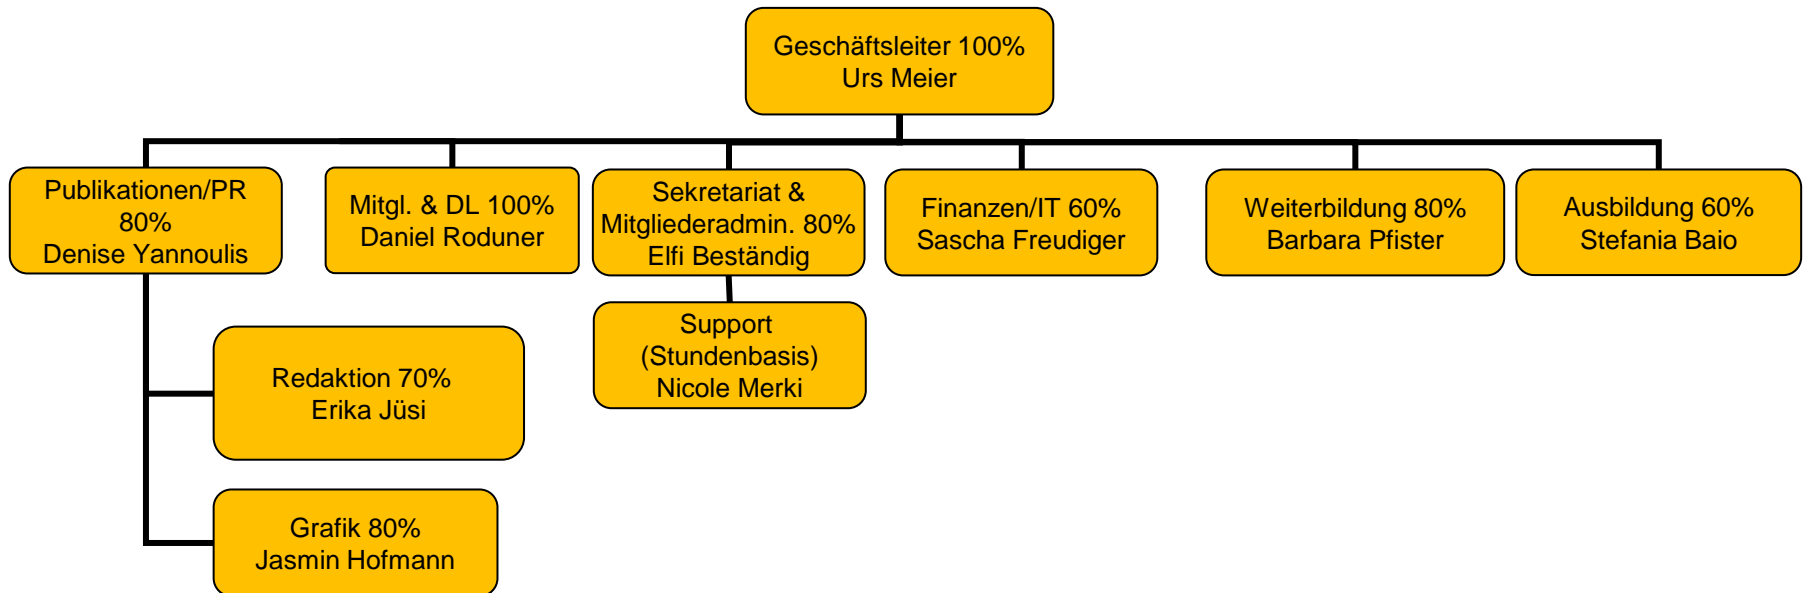 Geschäftsleiter 100%
Urs Meier
Publikationen/PR
80%
Denise Yannoulis
Mitgl. & DL 100%
Daniel Roduner
Sekretariat &
Mitgliederadmin. 80%
Elfi Beständig
Finanzen/IT 60%
Sascha Freudiger
Weiterbildung 80%
Barbara Pfister
Ausbildung 60%
Stefania Baio
Support
(Stundenbasis)
Nicole Merki
Redaktion 70%
Erika Jüsi
Grafik 80%
Jasmin Hofmann